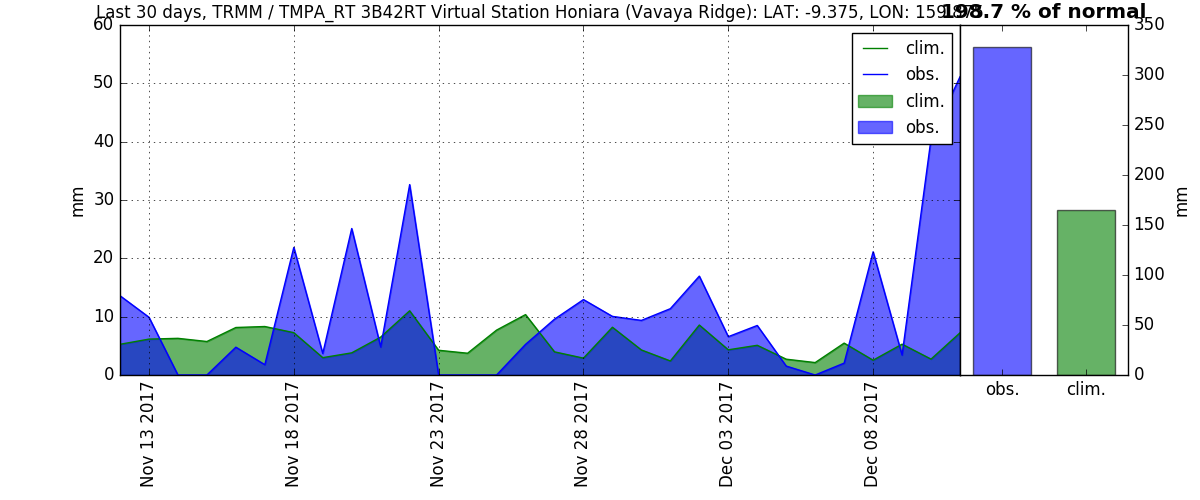 Last 30 days, TRMM / TMPA_RT 3B42RT Virtual Station Honiara (Vavaya Ridge): LAT: -9.375, LON:
198.7 % of normal
60
50
40
30
20
10
0
mm
clim.
obs.
clim.
obs.
Nov 13 2017
Nov 18 2017
Nov 23 2017
Nov 28 2017
Dec 03 2017
Dec 08 2017
350
300
250
200
150
100
50
0
mm
obs.
clim.